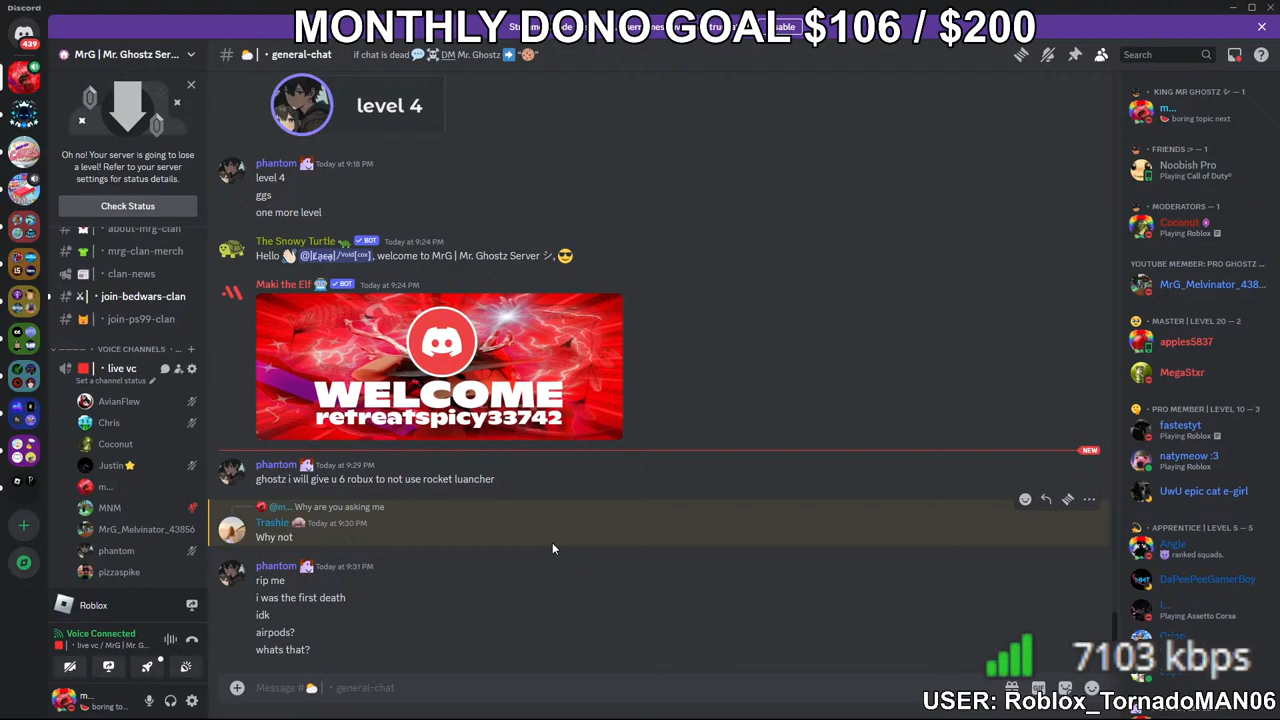 Discord
MONTHLY DONO GOAL $106 / $200
439
MrG | Mr. Ghostz Ser...
Oh no! Your server is going to lose
a level! Refer to your server
settings for status details.
Check Status
about-mrg-clan
mrg-clan-merch
clan-news
join-bedwars-clan
join-ps99-clan
VOICE CHANNELS
live vc
Set a channel status
AvianFlew
Chris
Coconut
Justin
m...
MNM
MrG_Melvinator_43856
phantom
pizzaspike
Roblox
Voice Connected
live vc / MrG | Mr. G...
m...
boring to...
general-chat
if chat is dead
DM Mr. Ghostz
Search
level 4
phantom Today at 9:18 PM
level 4
ggs
one more level
The Snowy Turtle BOT Today at 9:24 PM
Hello , welcome to MrG | Mr. Ghostz Server シ,
Maki the Elf BOT Today at 9:24 PM
WELCOME
retreatspicy33742
NEW
phantom Today at 9:29 PM
ghostz i will give u 6 robux to not use rocket luancher
@m... Why are you asking me
Trashie Today at 9:30 PM
Why not
phantom Today at 9:31 PM
rip me
i was the first death
idk
airpods?
whats that?
Message # general-chat
KING MR GHOSTZ シ — 1
m...
boring topic next
FRIENDS :> — 1
Noobish Pro
Playing Call of Duty®
MODERATORS — 1
Coconut
Playing Roblox
YOUTUBE MEMBER: PRO GHOSTZ ...
MrG_Melvinator_438...
MASTER | LEVEL 20 — 2
apples5837
MegaStxr
PRO MEMBER | LEVEL 10 — 3
fastestyt
Playing Roblox
natymeow :3
Playing Roblox
UwU epic cat e-girl
APPRENTICE | LEVEL 5 — 5
Angle
ranked squads.
DaPeePeeGamerBoy
L...
Playing Assetto Corsa
7103 kbps
USER: Roblox_TornadoMAN06